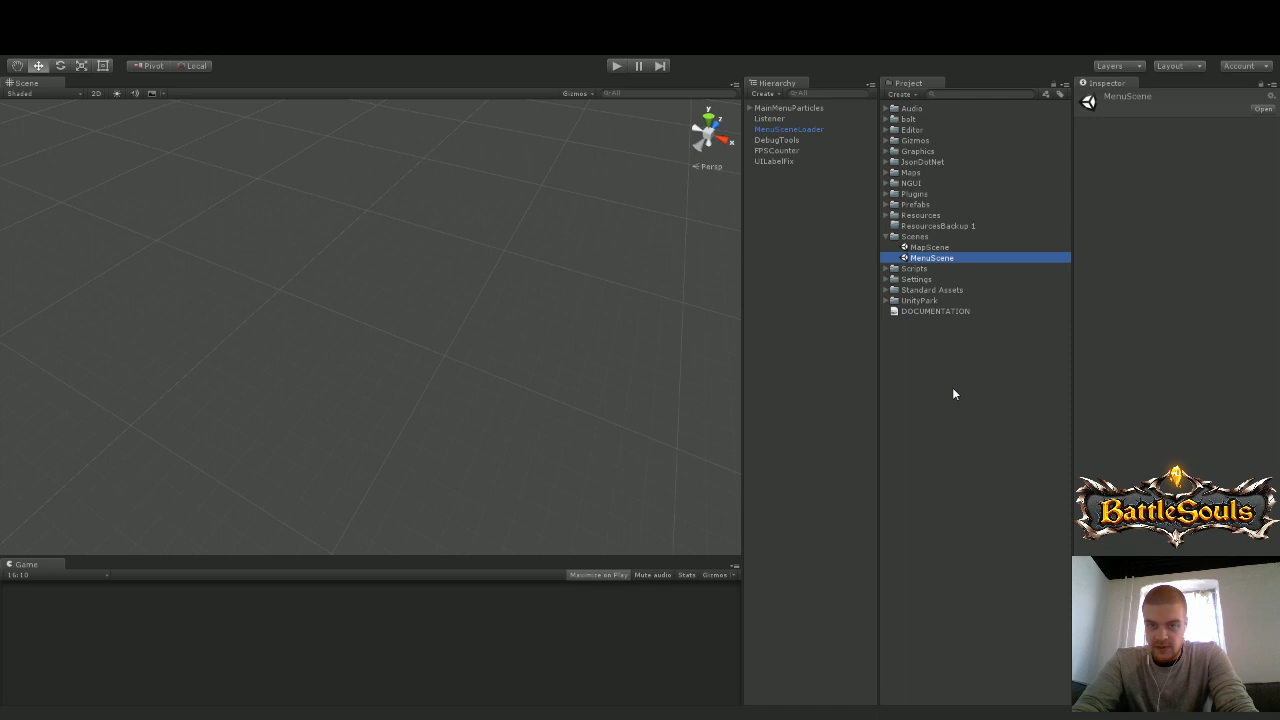 Pivot Local
Layers Layout Account
Scene
Shaded 2D Gizmos All
y
z
x
Persp
Hierarchy
Create All
MainMenuParticles
Listener
MenuSceneLoader
DebugTools
FPSCounter
UILabelFix
Project
Create
Audio
bolt
Editor
Gizmos
Graphics
JsonDotNet
Maps
NGUI
Plugins
Prefabs
Resources
ResourcesBackup 1
Scenes
MapScene
MenuScene
Scripts
Settings
Standard Assets
UnityPark
DOCUMENTATION
Inspector
MenuScene
Open
BattleSouls
Game
16:10 Maximize on Play Mute audio Stats Gizmos